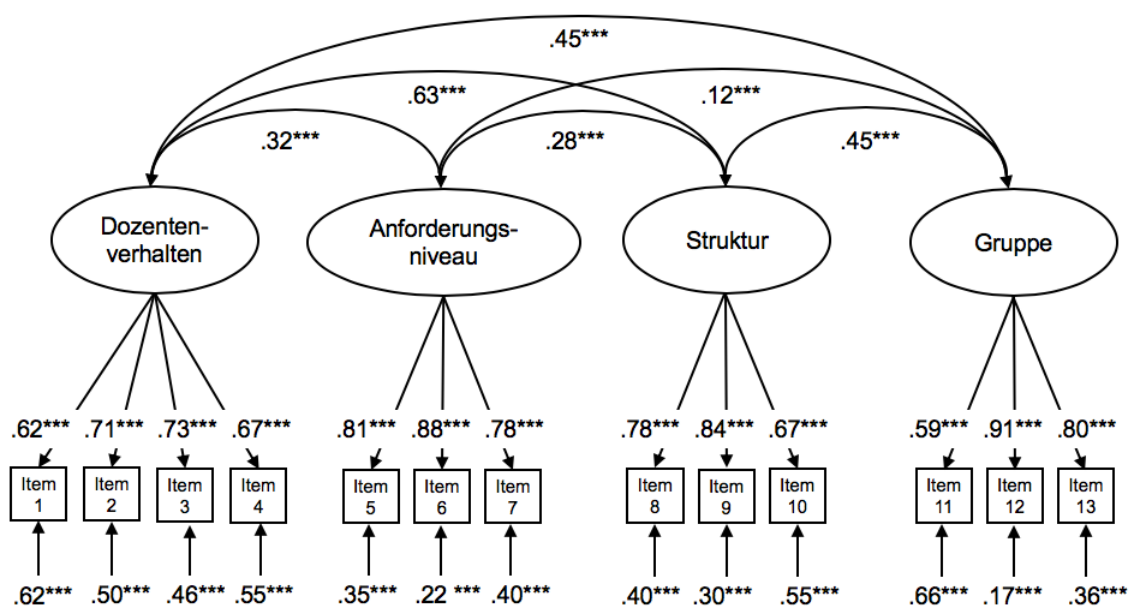 .45***
.63***
.12***
.32***
.28***
.45***
Dozenten-
verhalten
Anforderungs-
niveau
Struktur
Gruppe
.62*** .71*** .73*** .67*** .81*** .88*** .78*** .78*** .84*** .67*** .59*** .91*** .80***
Item
1
Item
2
Item
3
Item
4
Item
5
Item
6
Item
7
Item
8
Item
9
Item
10
Item
11
Item
12
Item
13
.62*** .50*** .46*** .55*** .35*** .22 *** .40*** .40*** .30*** .55*** .66*** .17*** .36***